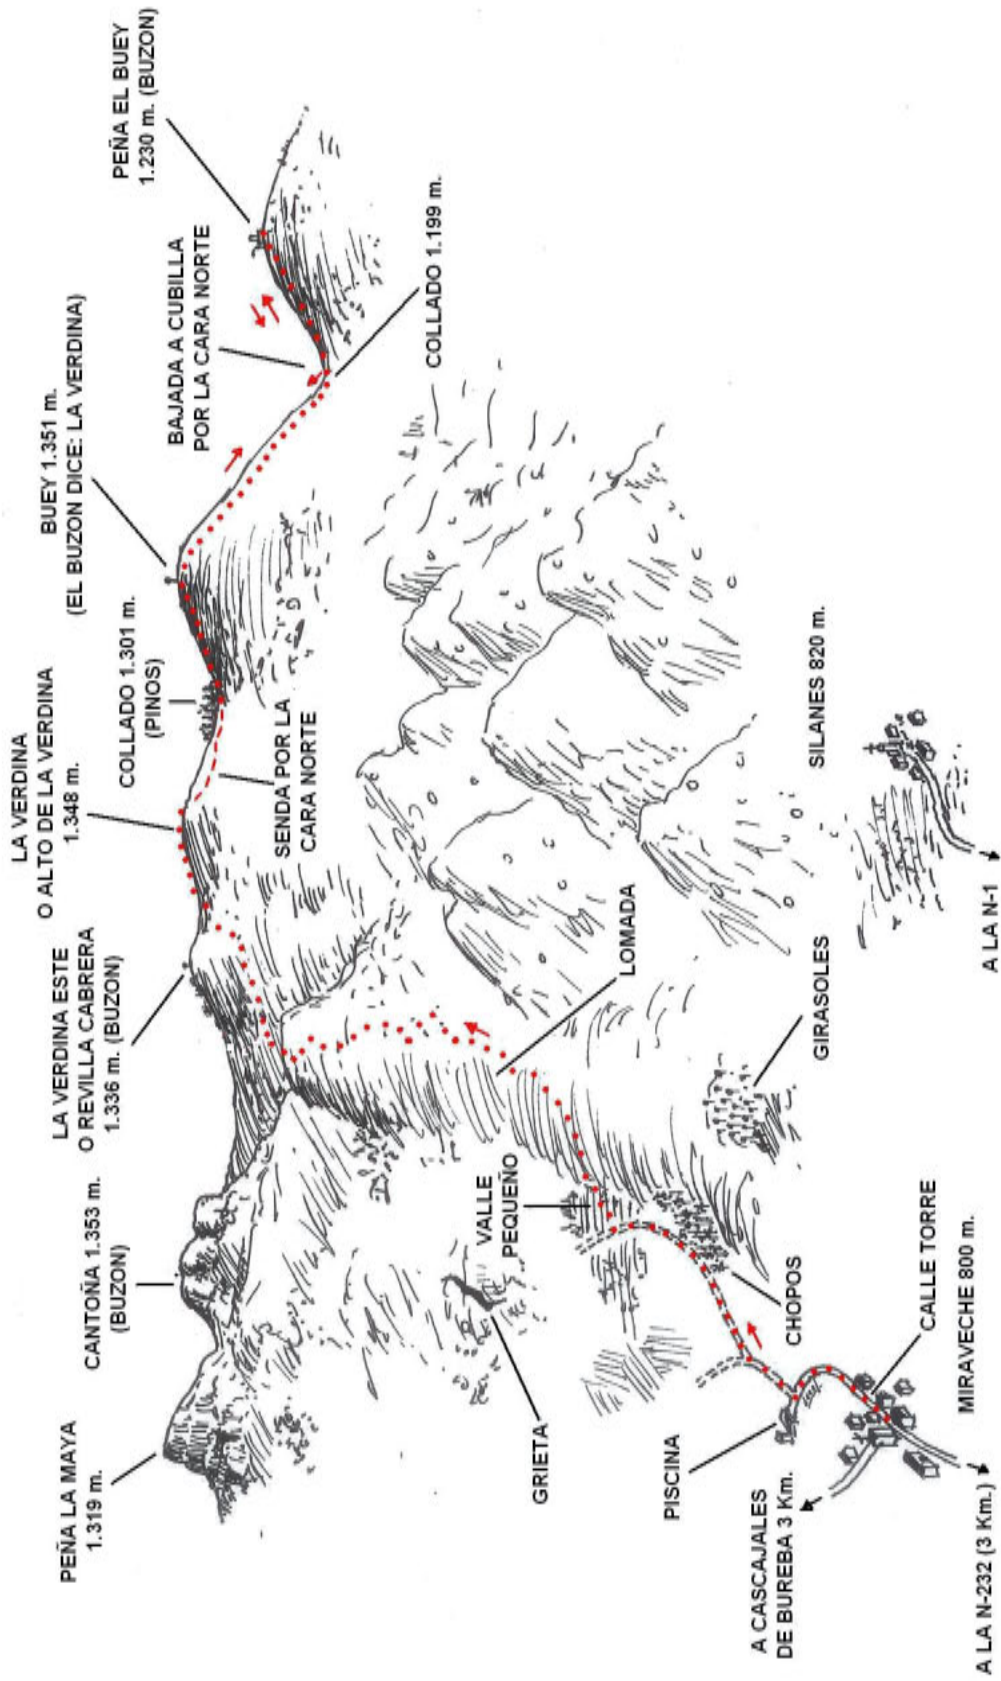 PEÑA LA MAYA
1.319 m.
CANTOÑA 1.353 m.
(BUZON)
LA VERDINA ESTE
O REVILLA CABRERA
1.336 m. (BUZON)
LA VERDINA
O ALTO DE LA VERDINA
1.348 m.
COLLADO 1.301 m.
(PINOS)
BUEY 1.351 m.
(EL BUZON DICE: LA VERDINA)
BAJADA A CUBILLA
POR LA CARA NORTE
PEÑA EL BUEY
1.230 m. (BUZON)
SENDA POR LA
CARA NORTE
COLLADO 1.199 m.
GRIETA
VALLE
PEQUEÑO
LOMADA
PISCINA
CHOPOS
GIRASOLES
SILANES 820 m.
A CASCAJALES
DE BUREBA 3 Km.
CALLE TORRE
MIRAVECHE 800 m.
A LA N-232 (3 Km.)
A LA N-1